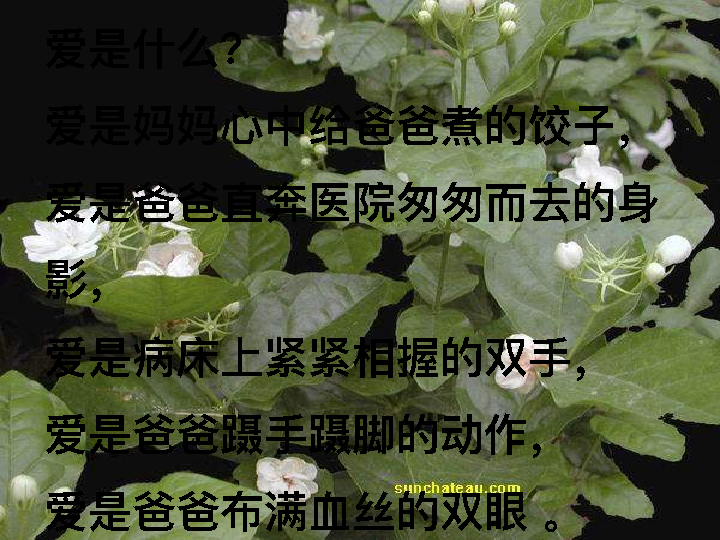 爱是什么？
爱是妈妈心中给爸爸煮的饺子，
爱是爸爸直奔医院匆匆而去的身
影，
爱是病床上紧紧相握的双手，
爱是爸爸蹑手蹑脚的动作，
sunchateau.com
爱是爸爸布满血丝的双眼 。